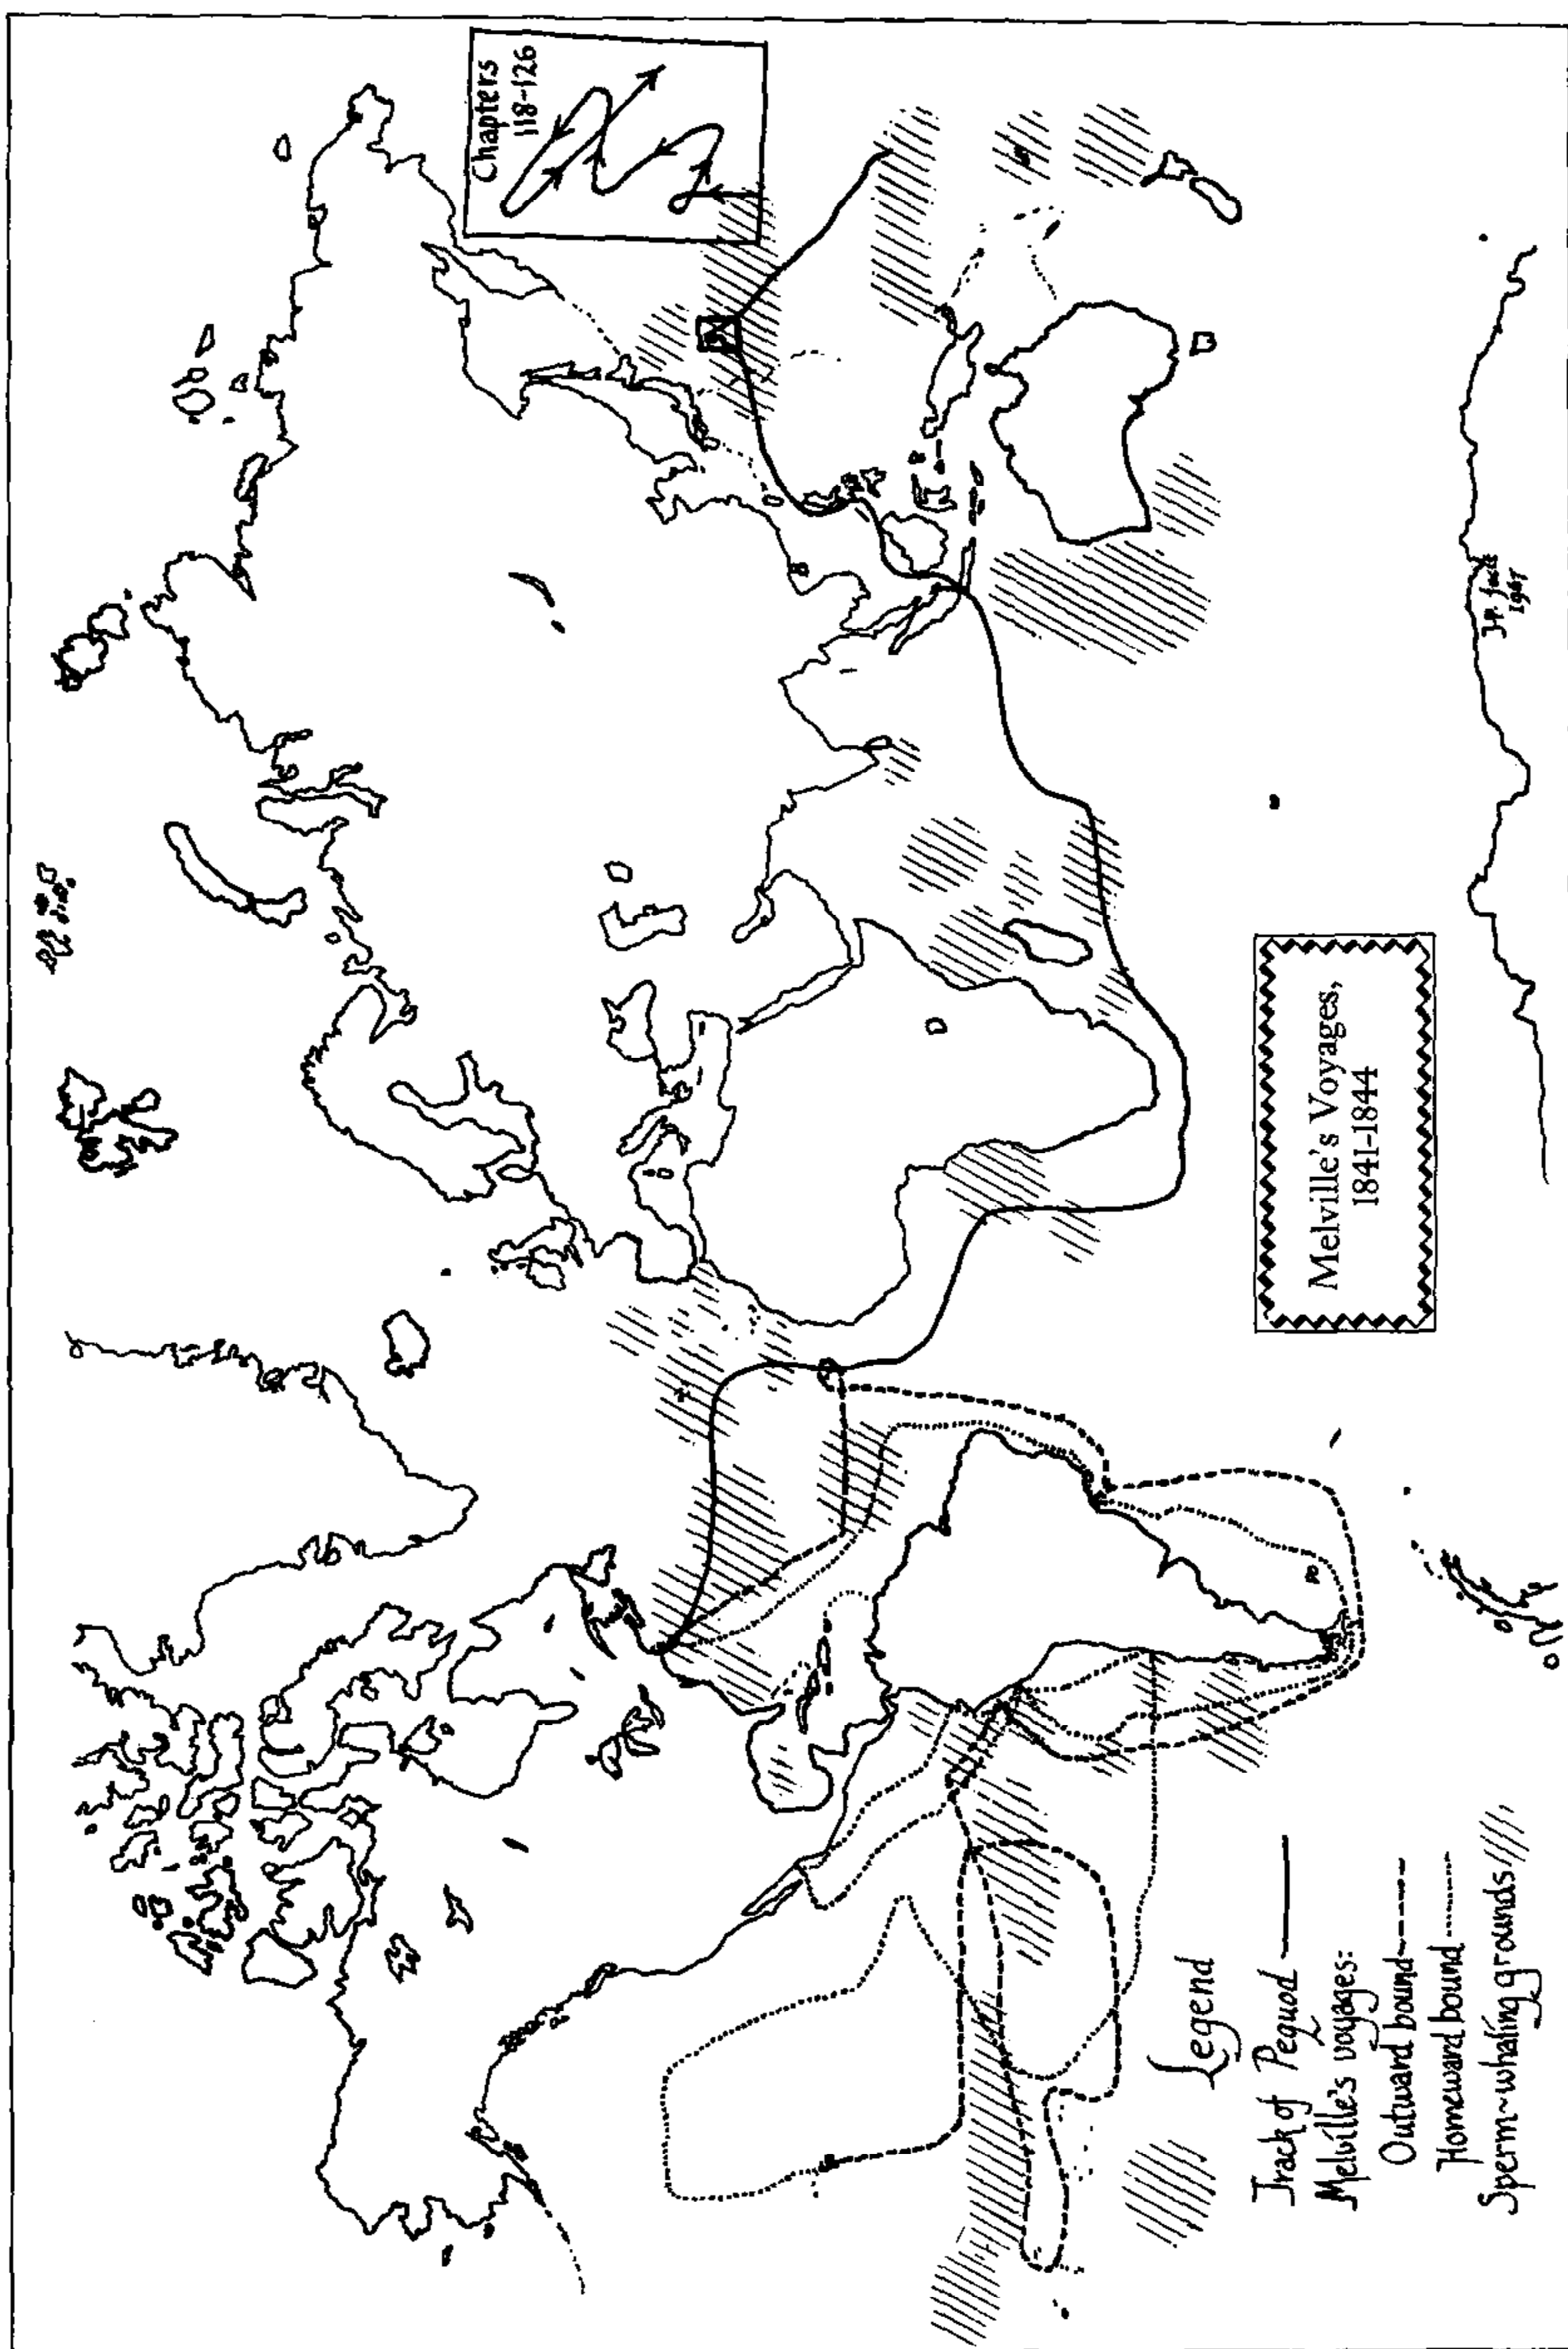 Chapters
118-126
Melville's Voyages,
1841-1844
Legend
Track of Pequod
Melville's voyages:
Outward bound
Homeward bound
Sperm-whaling grounds
1967